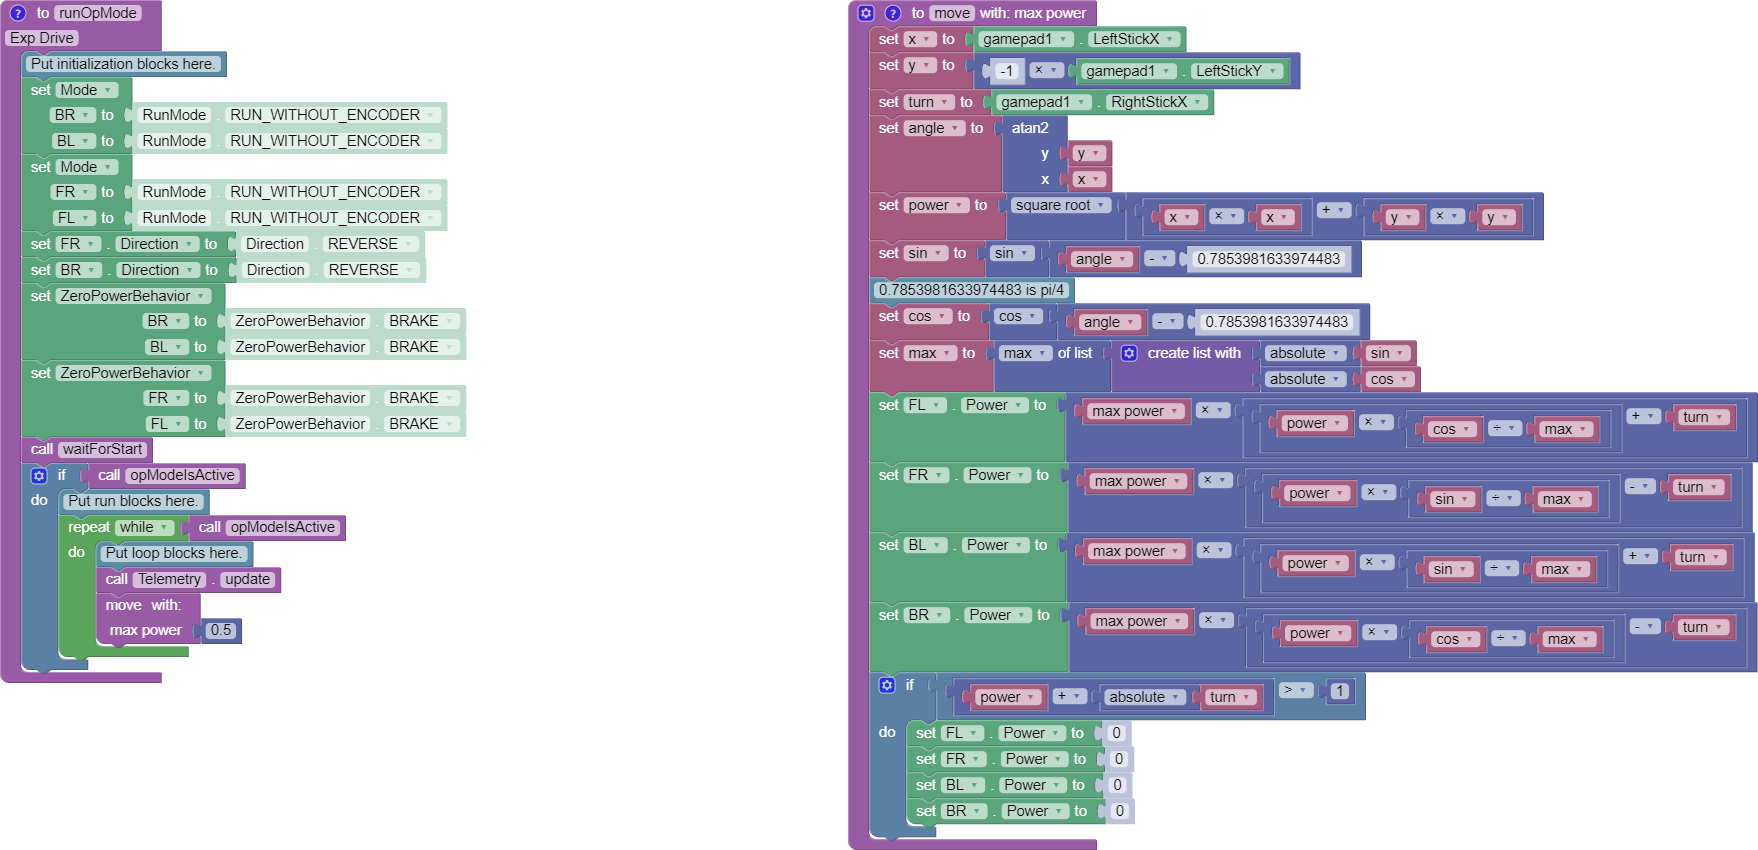 ? to runOpMode
Exp Drive
Put initialization blocks here.
set Mode
BR to RunMode . RUN_WITHOUT_ENCODER
BL to RunMode . RUN_WITHOUT_ENCODER
set Mode
FR to RunMode . RUN_WITHOUT_ENCODER
FL to RunMode . RUN_WITHOUT_ENCODER
set FR . Direction to Direction . REVERSE
set BR . Direction to Direction . REVERSE
set ZeroPowerBehavior
BR to ZeroPowerBehavior . BRAKE
BL to ZeroPowerBehavior . BRAKE
set ZeroPowerBehavior
FR to ZeroPowerBehavior . BRAKE
FL to ZeroPowerBehavior . BRAKE
call waitForStart
if call opModeIsActive
do Put run blocks here.
repeat while call opModeIsActive
do Put loop blocks here.
call Telemetry . update
move with:
max power 0.5
? to move with: max power
set x to gamepad1 . LeftStickX
set y to -1 × gamepad1 . LeftStickY
set turn to gamepad1 . RightStickX
set angle to atan2
y y
x x
set power to square root x × x + y × y
set sin to sin angle - 0.7853981633974483
0.7853981633974483 is pi/4
set cos to cos angle - 0.7853981633974483
set max to max of list create list with absolute sin
absolute cos
set FL . Power to max power × power × cos ÷ max + turn
set FR . Power to max power × power × sin ÷ max - turn
set BL . Power to max power × power × sin ÷ max + turn
set BR . Power to max power × power × cos ÷ max - turn
if power + absolute turn > 1
do set FL . Power to 0
set FR . Power to 0
set BL . Power to 0
set BR . Power to 0